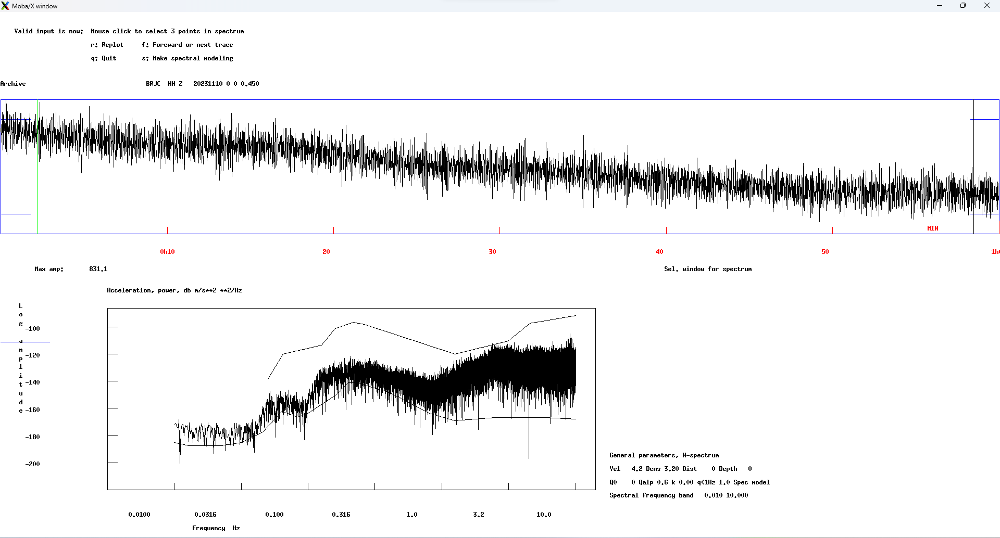 Moba/X window
Valid input is now: Mouse click to select 3 points in spectrum
r: Replot f: Foreward or next trace
q: Quit s: Make spectral modeling
Archive BRJC HH Z 20231110 0 0 0.450
MIN
0h10 20 30 40 50 1h
Max amp: 831.1 Sel. window for spectrum
Acceleration, power, db m/s**2 **2/Hz
Log amplitude
-100
-120
-140
-160
-180
-200
General parameters, N-spectrum
Vel 4.2 Dens 3.20 Dist 0 Depth 0
Q0 0 Qalp 0.6 k 0.00 q<1Hz 1.0 Spec model
Spectral frequency band 0.010 10.000
0.0100 0.0316 0.100 0.316 1.0 3.2 10.0
Frequency Hz